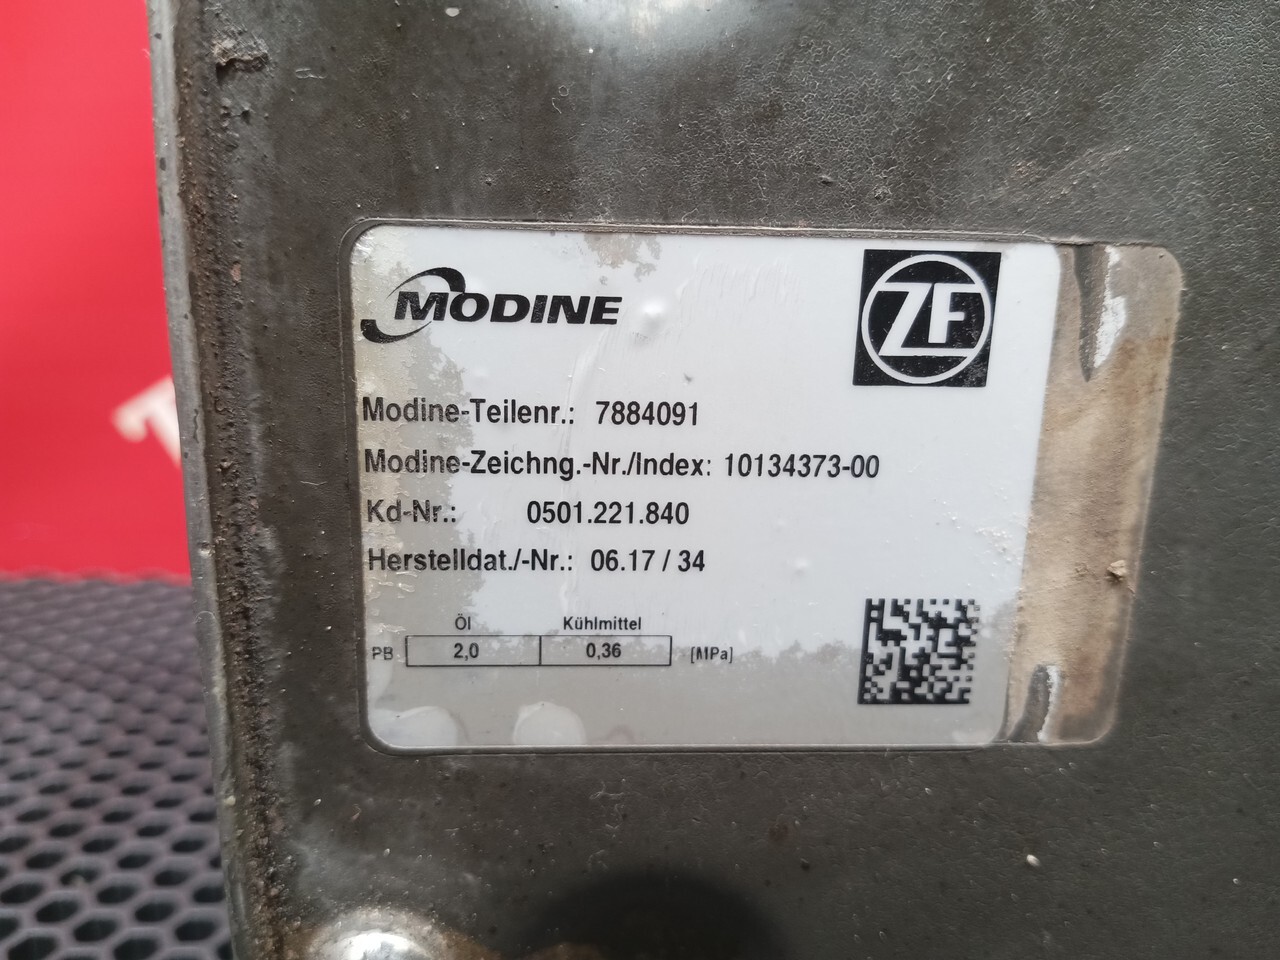 MODINE
ZF
Modine-Teilenr.: 7884091
Modine-Zeichng.-Nr./Index: 10134373-00
Kd-Nr.: 0501.221.840
Herstelldat./-Nr.: 06.17 / 34
Öl Kühlmittel
PB 2,0 0,36 [MPa]